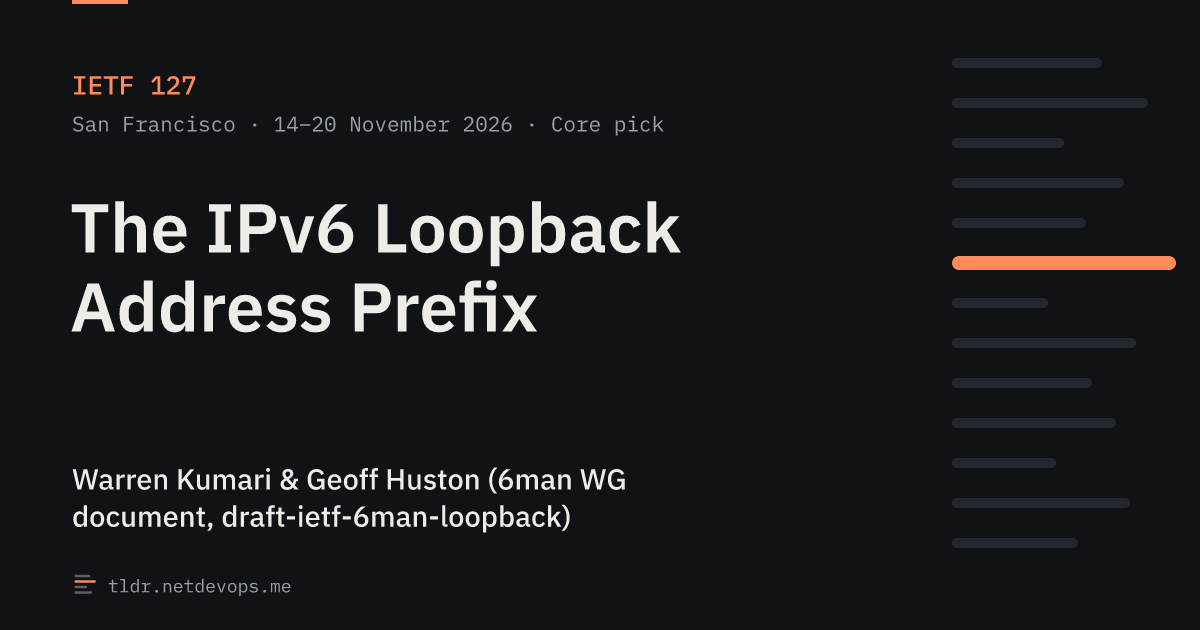 IETF 127
San Francisco · 14–20 November 2026 · Core pick
The IPv6 Loopback
Address Prefix
Warren Kumari & Geoff Huston (6man WG
document, draft-ietf-6man-loopback)
tldr.netdevops.me